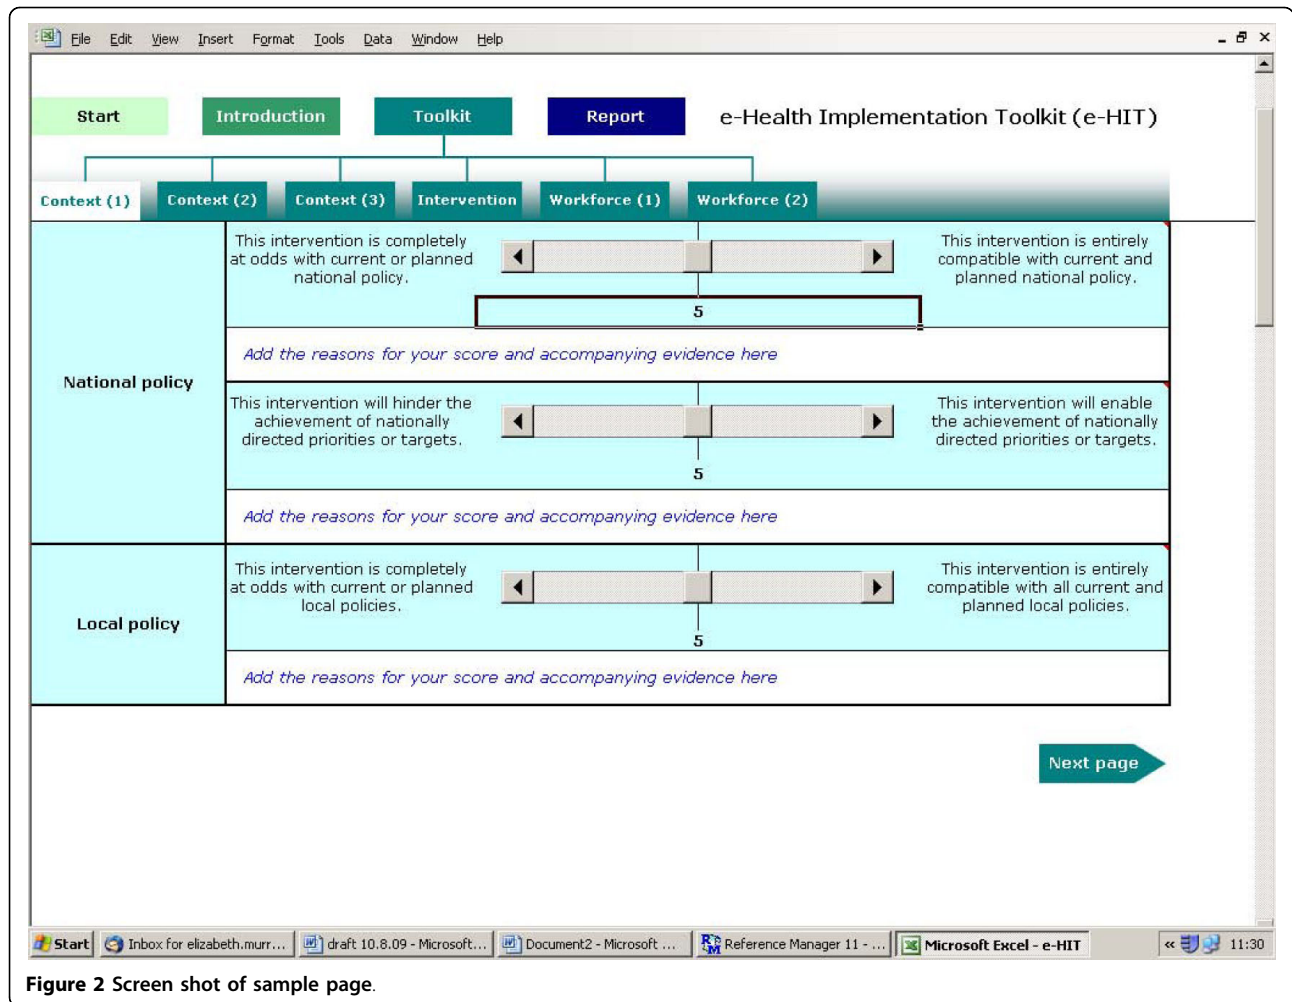 File Edit View Insert Format Tools Data Window Help
Start Introduction Toolkit Report e-Health Implementation Toolkit (e-HIT)
Context (1) Context (2) Context (3) Intervention Workforce (1) Workforce (2)
National policy
This intervention is completely
at odds with current or planned
national policy.
This intervention is entirely
compatible with current and
planned national policy.
5
Add the reasons for your score and accompanying evidence here
This intervention will hinder the
achievement of nationally
directed priorities or targets.
This intervention will enable
the achievement of nationally
directed priorities or targets.
5
Add the reasons for your score and accompanying evidence here
Local policy
This intervention is completely
at odds with current or planned
local policies.
This intervention is entirely
compatible with all current and
planned local policies.
5
Add the reasons for your score and accompanying evidence here
Next page
Start Inbox for elizabeth.murr... draft 10.8.09 - Microsoft... Document2 - Microsoft ... Reference Manager 11 - ... Microsoft Excel - e-HIT « 11:30
Figure 2 Screen shot of sample page.